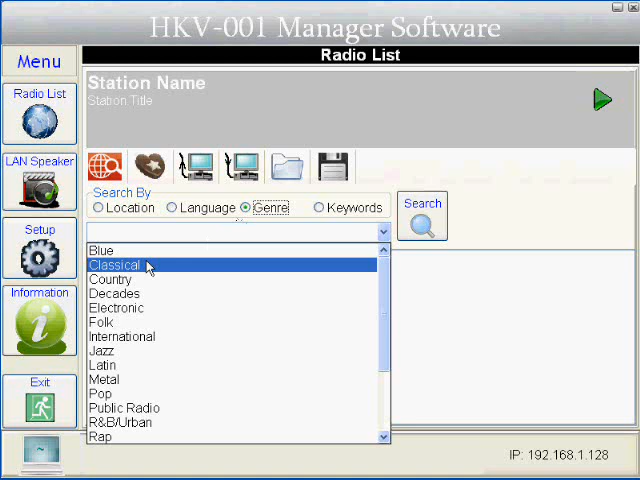 HKV-001 Manager Software
Menu
Radio List
Radio List
Station Name
Station Title
LAN Speaker
Search By
Location
Language
Genre
Keywords
Search
Setup
Blue
Classical
Country
Decades
Electronic
Folk
International
Jazz
Latin
Metal
Pop
Public Radio
R&B/Urban
Rap
Information
Exit
IP: 192.168.1.128